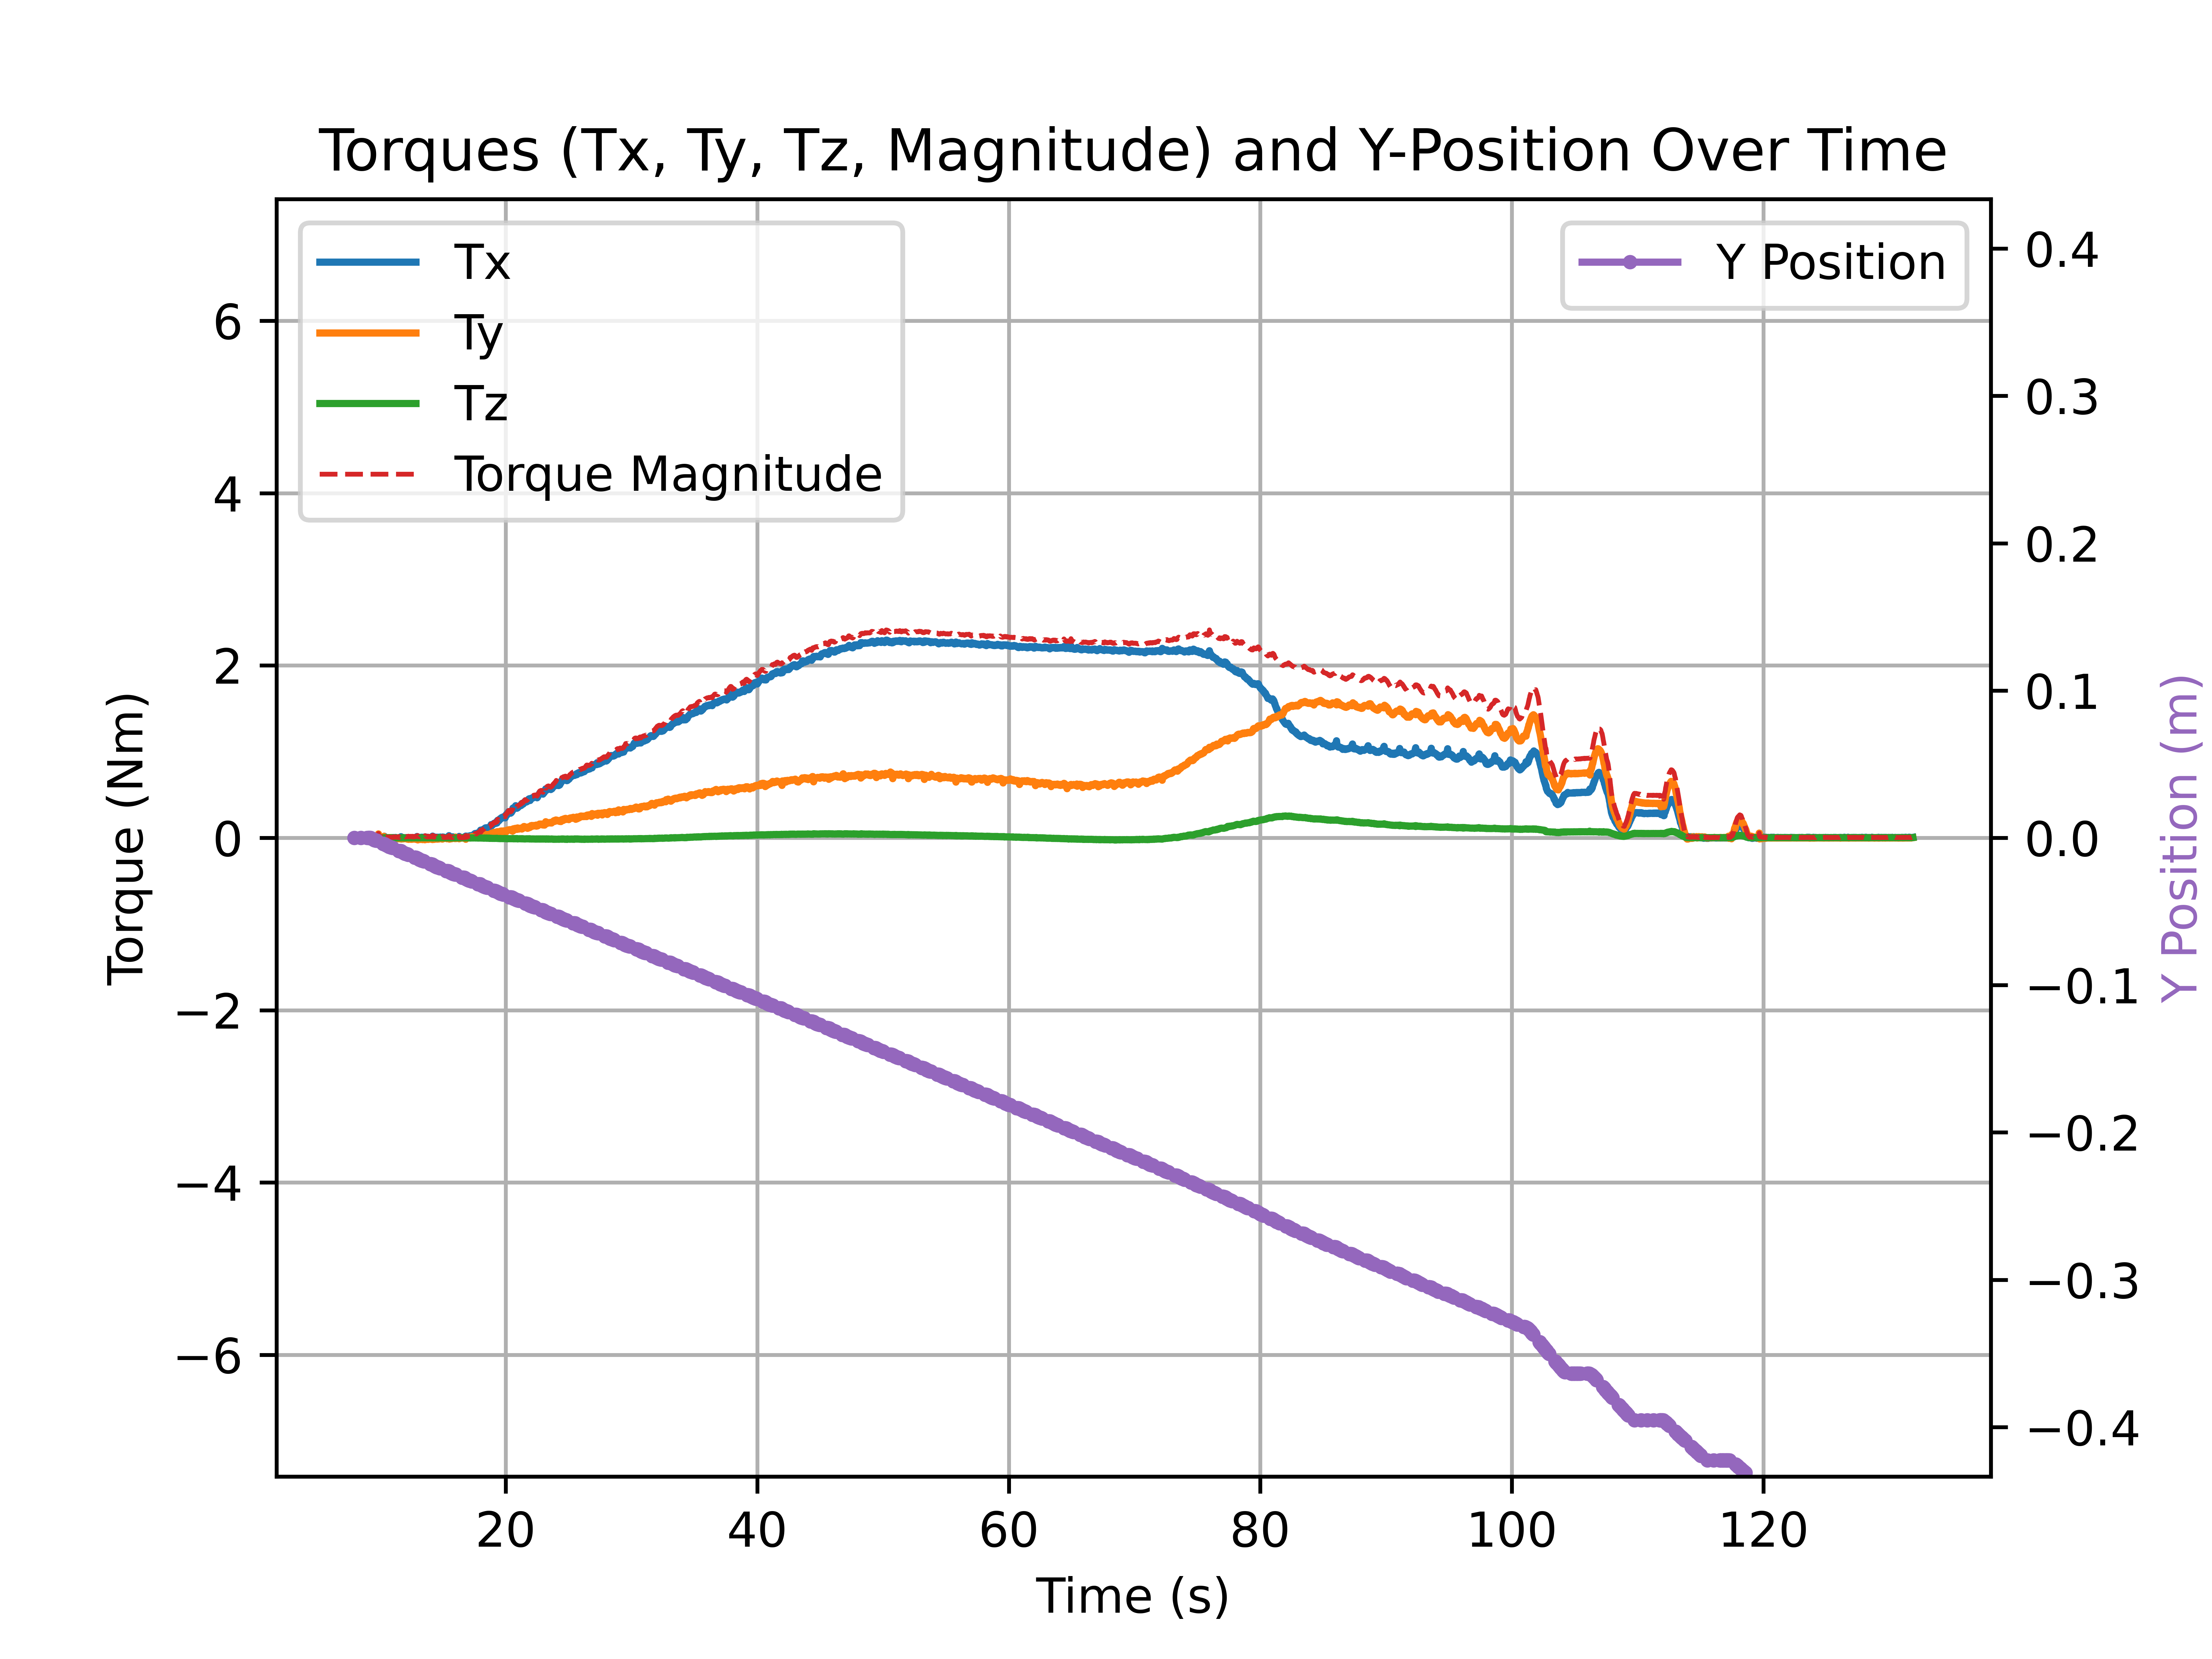 Torques (Tx, Ty, Tz, Magnitude) and Y-Position Over Time
Tx
Ty
Tz
Torque Magnitude
Y Position
6
4
2
0
−2
−4
−6
Torque (Nm)
0.4
0.3
0.2
0.1
0.0
−0.1
−0.2
−0.3
−0.4
Y Position (m)
20 40 60 80 100 120
Time (s)